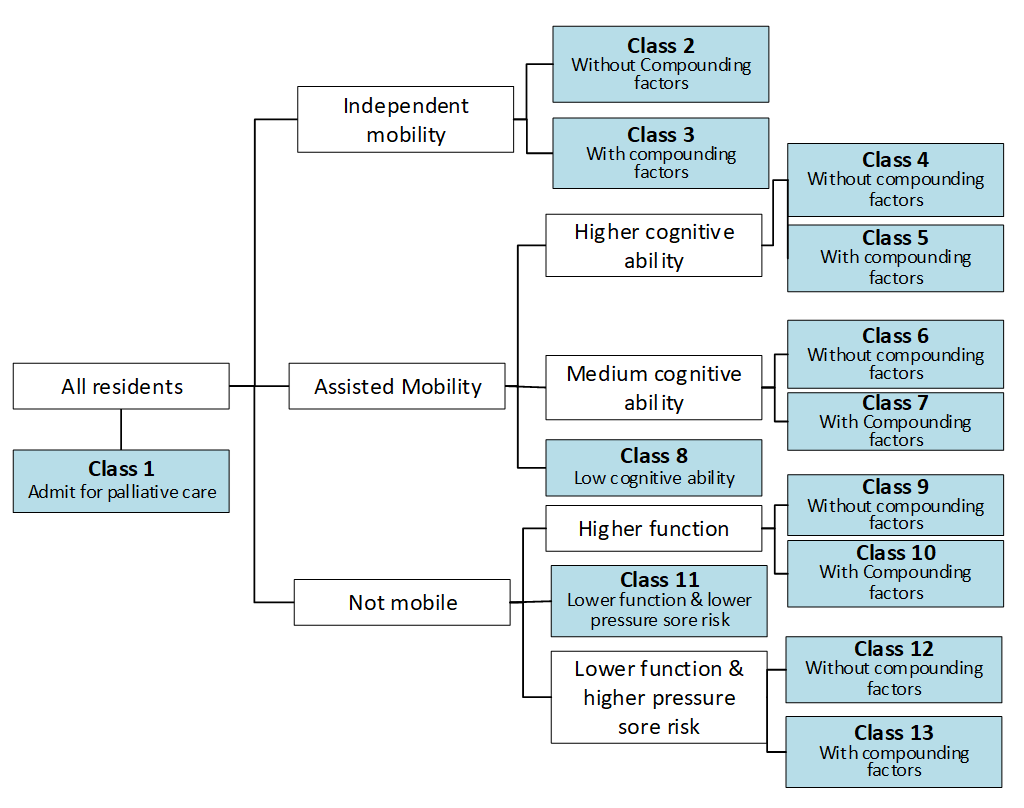 All residents
Class 1
Admit for palliative care
Independent
mobility
Class 2
Without Compounding
factors
Class 3
With compounding
factors
Assisted Mobility
Higher cognitive
ability
Class 4
Without compounding
factors
Class 5
With compounding
factors
Medium cognitive
ability
Class 6
Without compounding
factors
Class 7
With Compounding
factors
Class 8
Low cognitive ability
Not mobile
Higher function
Class 9
Without compounding
factors
Class 10
With Compounding
factors
Class 11
Lower function & lower
pressure sore risk
Lower function &
higher pressure
sore risk
Class 12
Without compounding
factors
Class 13
With compounding
factors